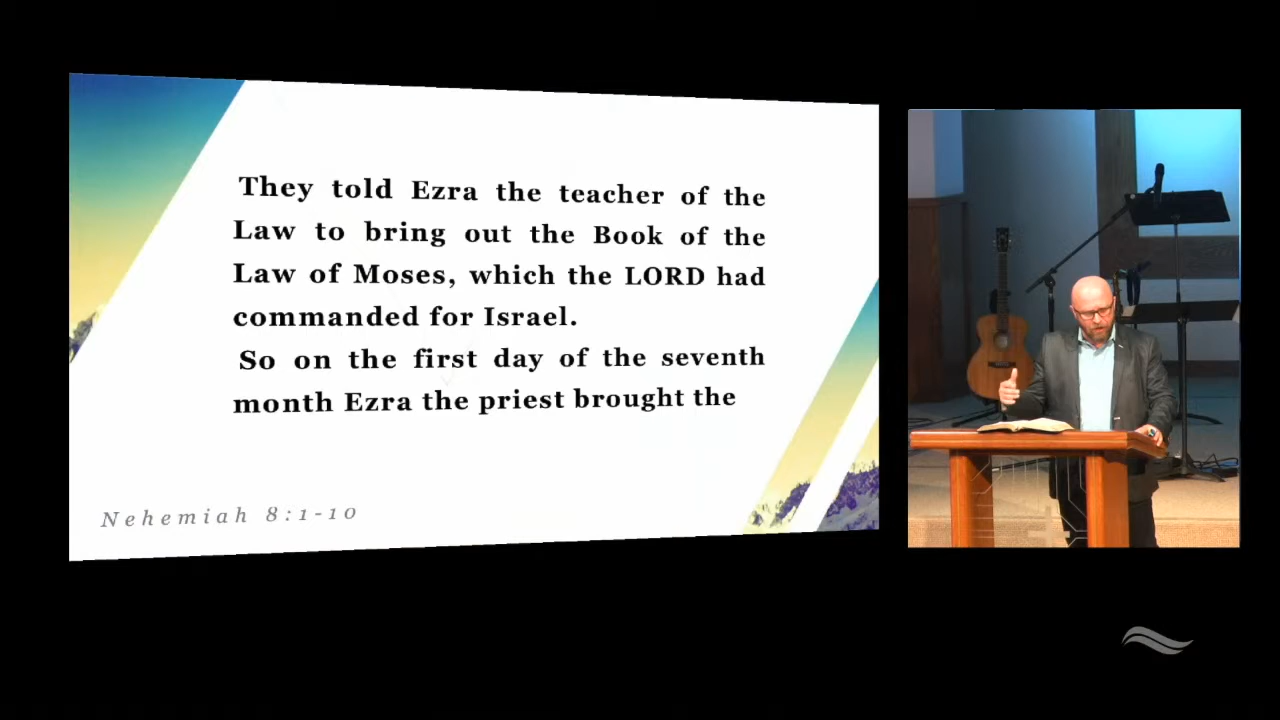 They told Ezra the teacher of the
Law to bring out the Book of the
Law of Moses, which the LORD had
commanded for Israel.
So on the first day of the seventh
month Ezra the priest brought the
Nehemiah 8:1-10